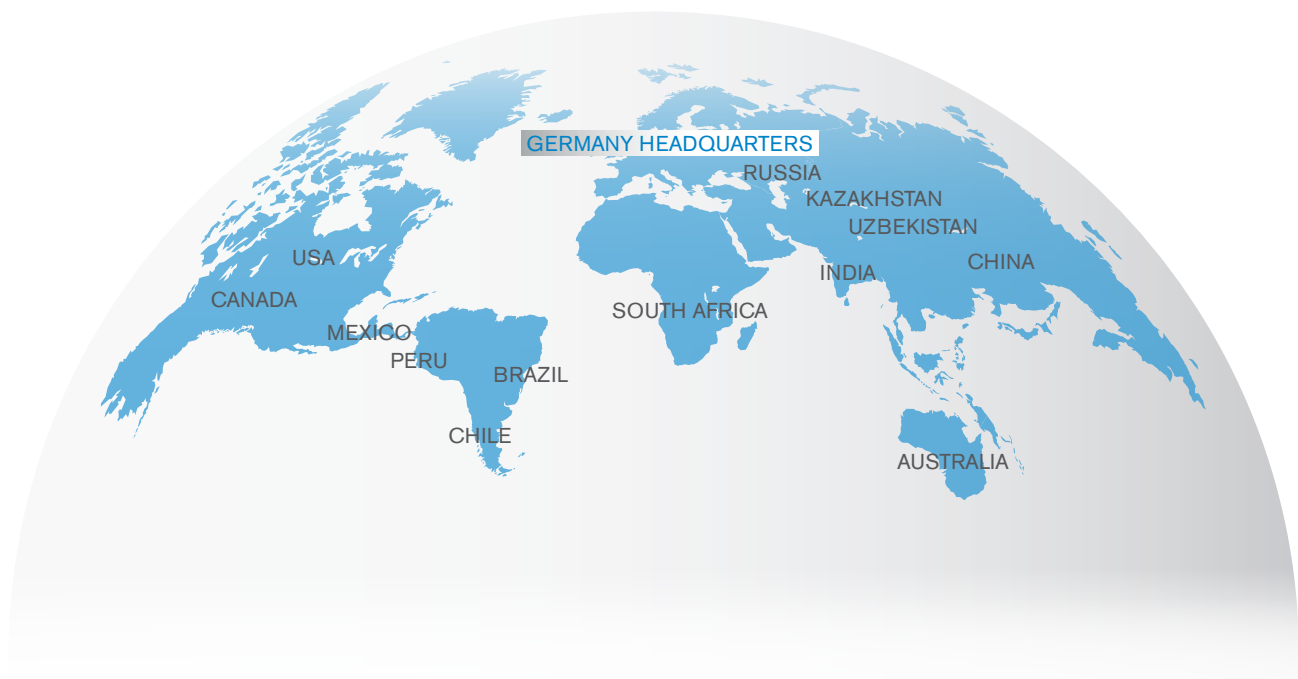 GERMANY HEADQUARTERS
RUSSIA
KAZAKHSTAN
UZBEKISTAN
USA
CHINA
INDIA
CANADA
SOUTH AFRICA
MEXICO
PERU
BRAZIL
CHILE
AUSTRALIA